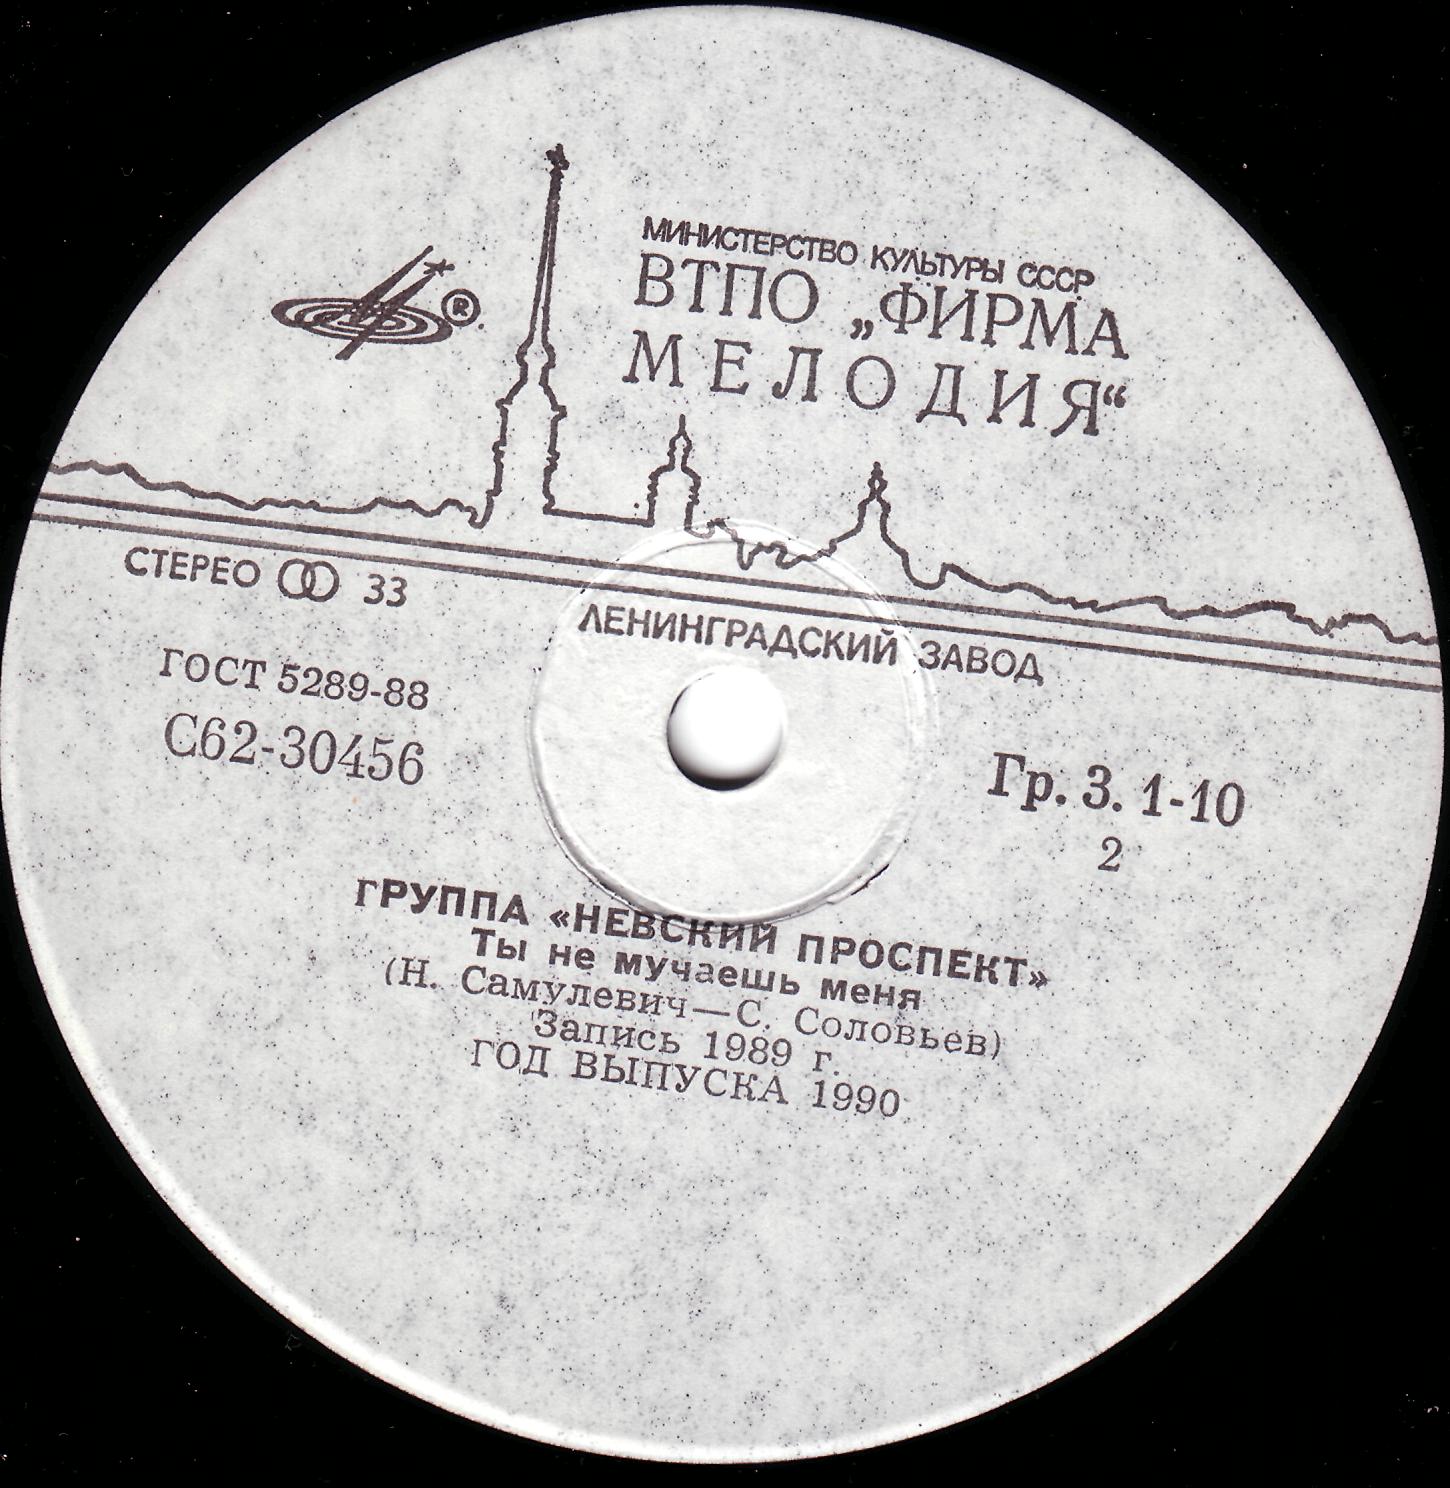 МИНИСТЕРСТВО КУЛЬТУРЫ СССР
ВТПО „ФИРМА
МЕЛОДИЯ“
®
СТЕРЕО 33
ЛЕНИНГРАДСКИЙ ЗАВОД
ГОСТ 5289-88
С62-30456
Гр. 3. 1-10
2
ГРУППА «НЕВСКИЙ ПРОСПЕКТ»
Ты не мучаешь меня
(Н. Самулевич—С. Соловьев)
Запись 1989 г.
ГОД ВЫПУСКА 1990